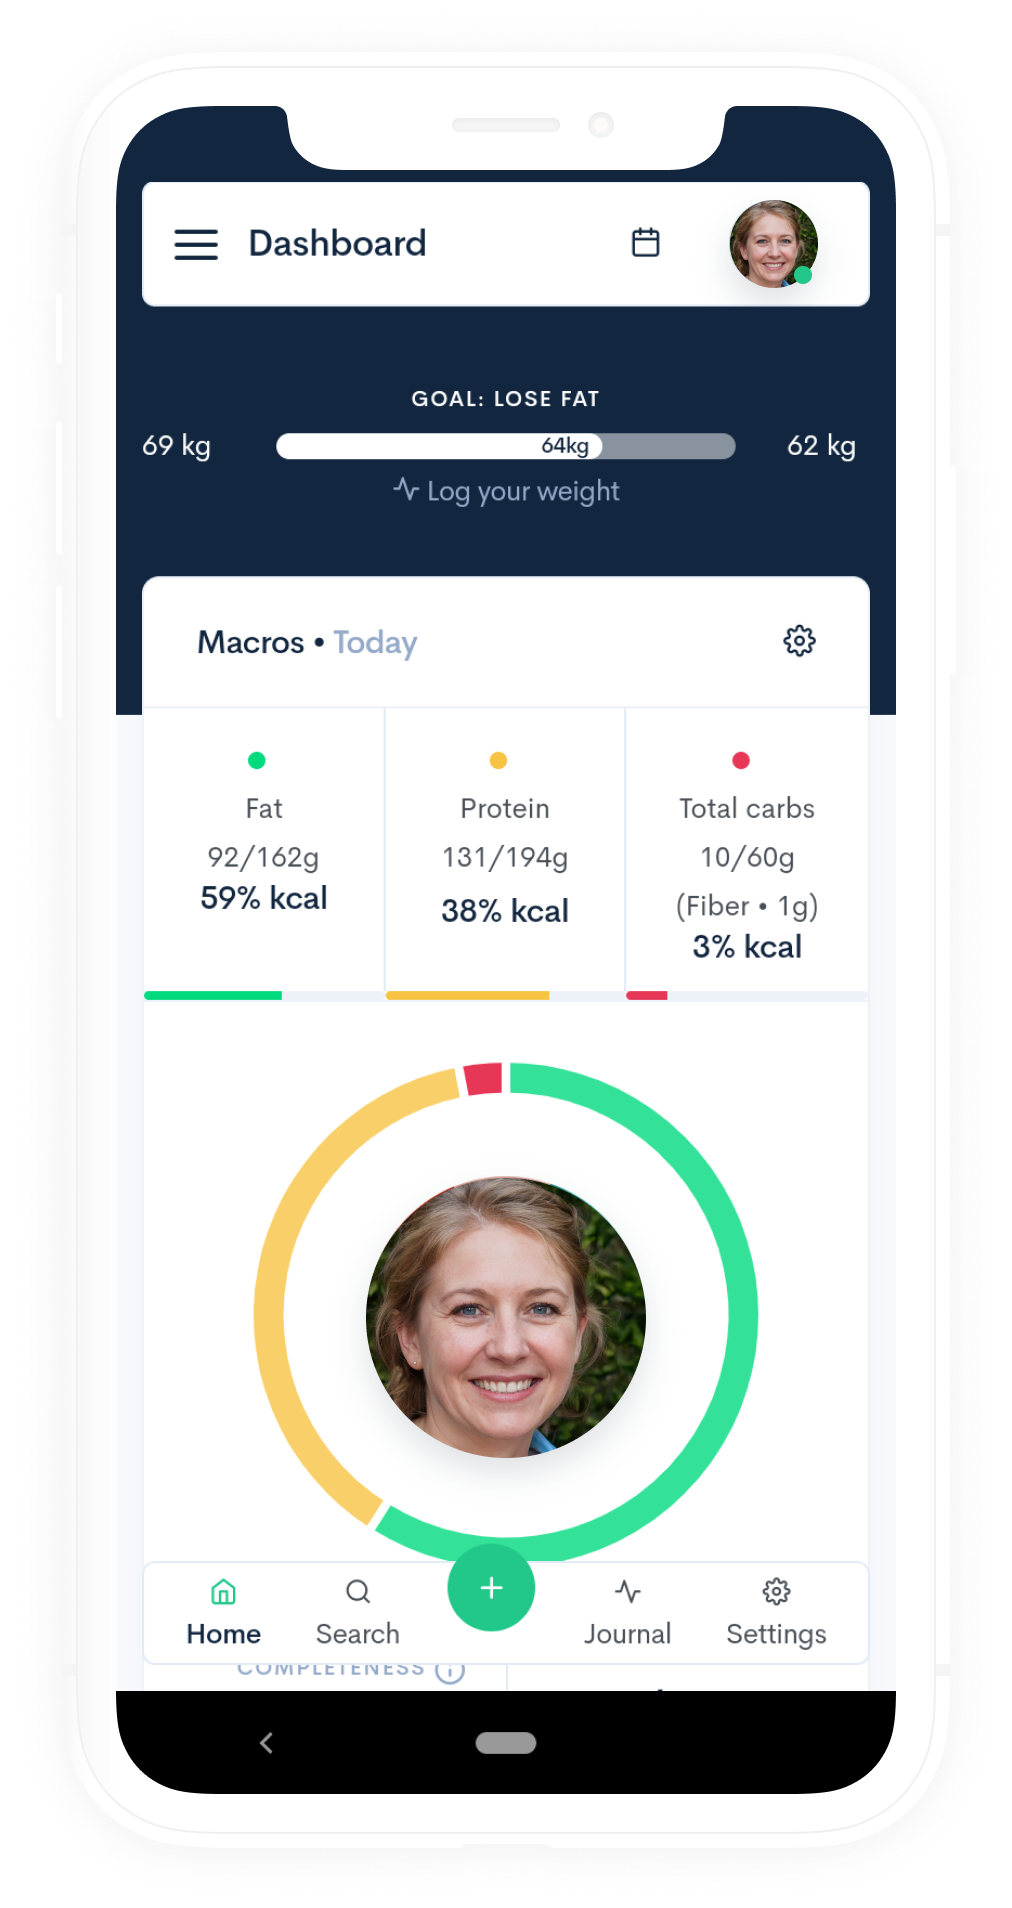 Dashboard
GOAL: LOSE FAT
69 kg
64kg
62 kg
Log your weight
Macros • Today
Fat
92/162g
59% kcal
Protein
131/194g
38% kcal
Total carbs
10/60g
(Fiber • 1g)
3% kcal
Home
Search
+
Journal
Settings
COMPLETENESS